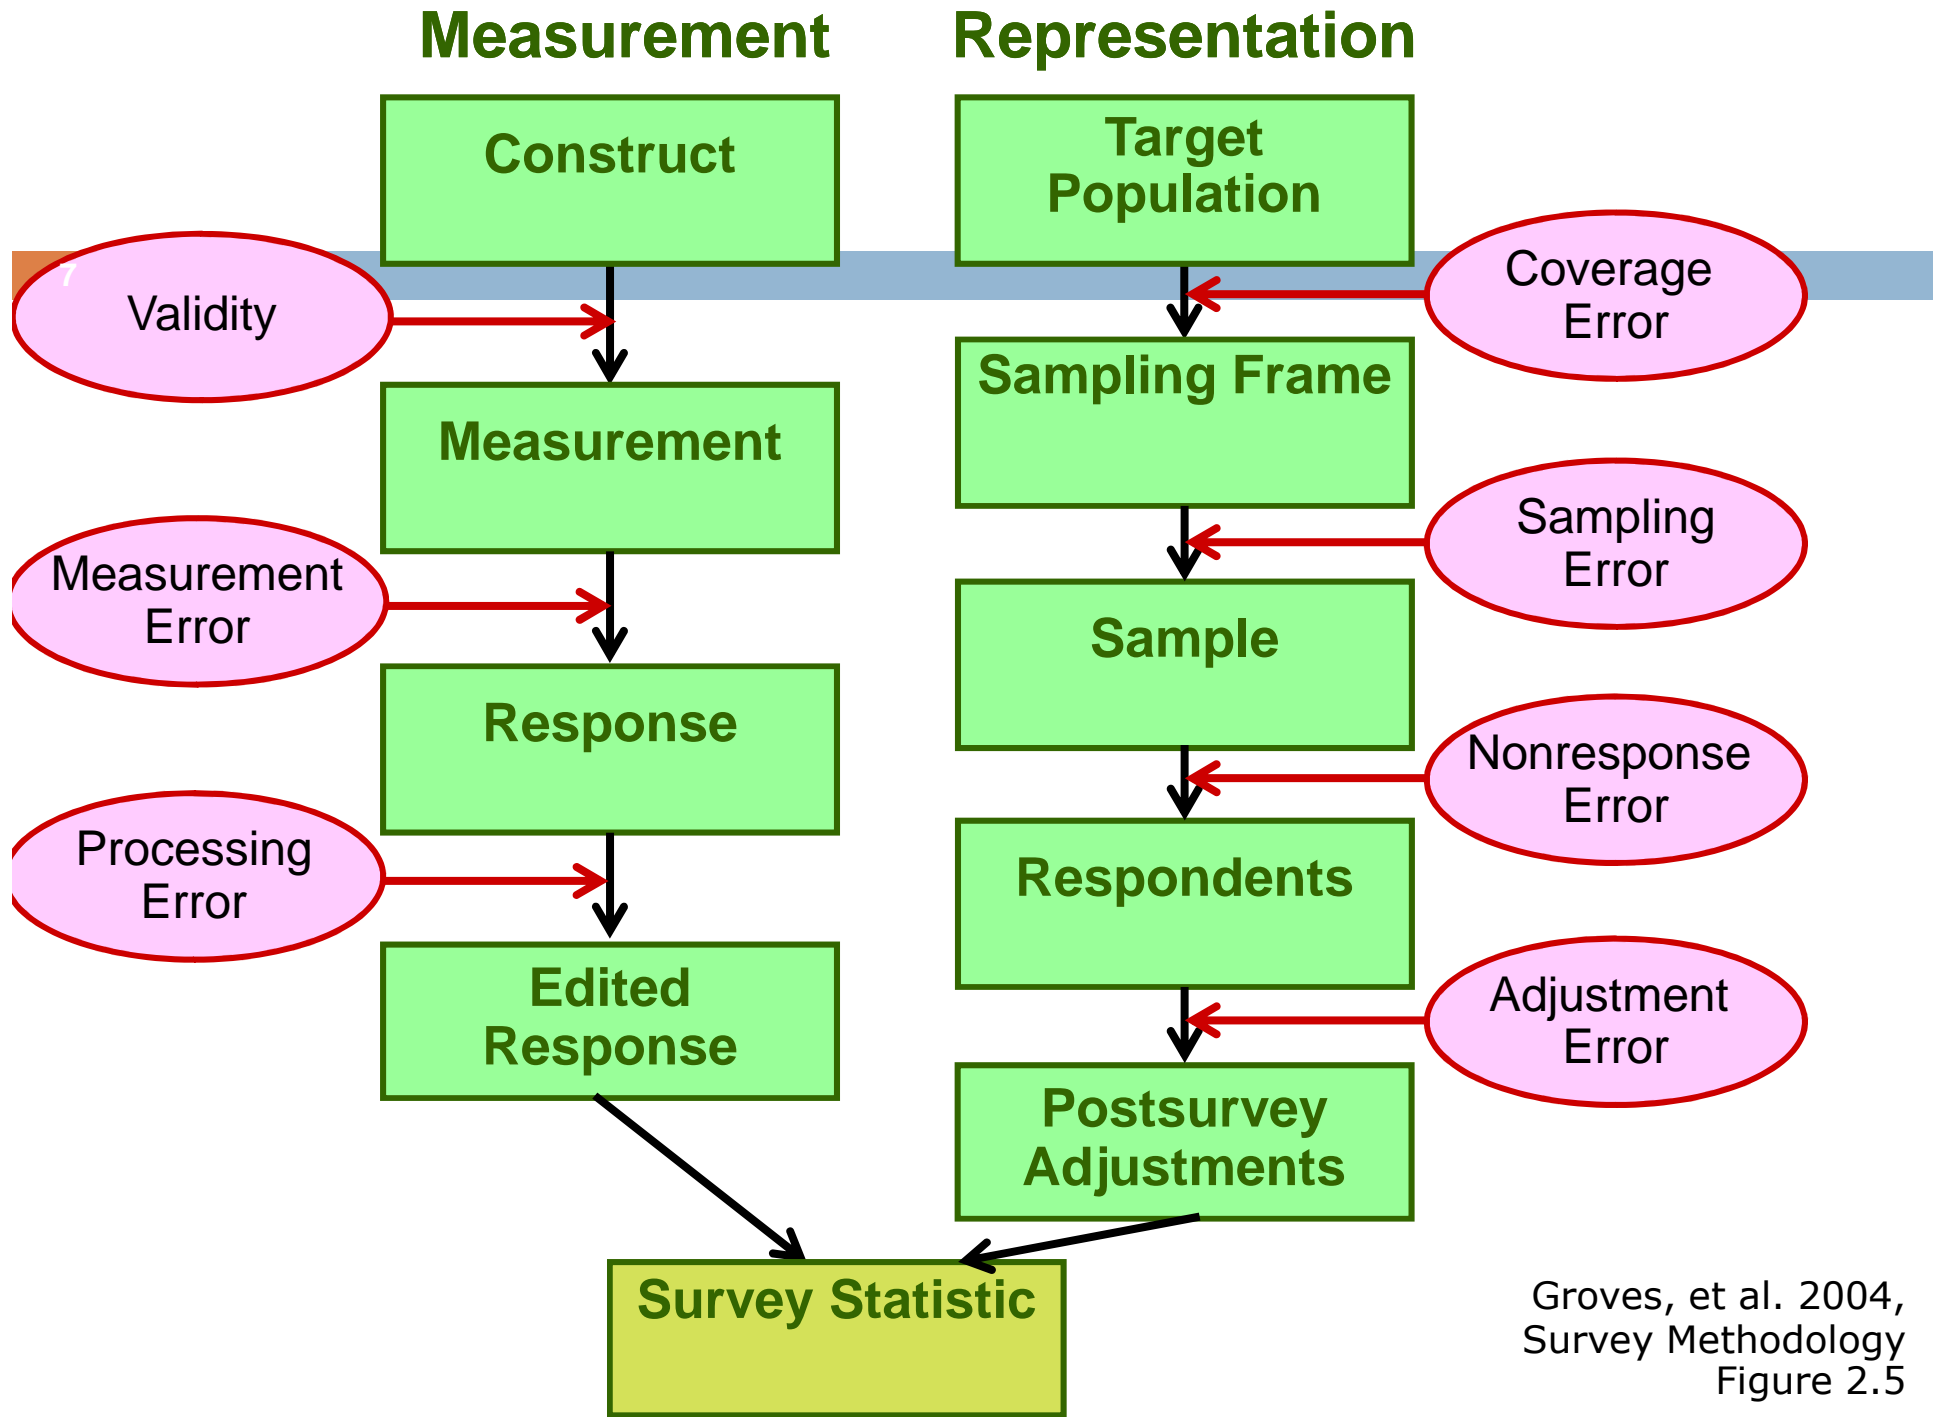 Measurement
Representation
Construct
Target
Population
7
Validity
Coverage
Error
Measurement
Sampling Frame
Measurement
Error
Sampling
Error
Response
Sample
Processing
Error
Nonresponse
Error
Edited
Response
Respondents
Adjustment
Error
Postsurvey
Adjustments
Survey Statistic
Groves, et al. 2004,
Survey Methodology
Figure 2.5